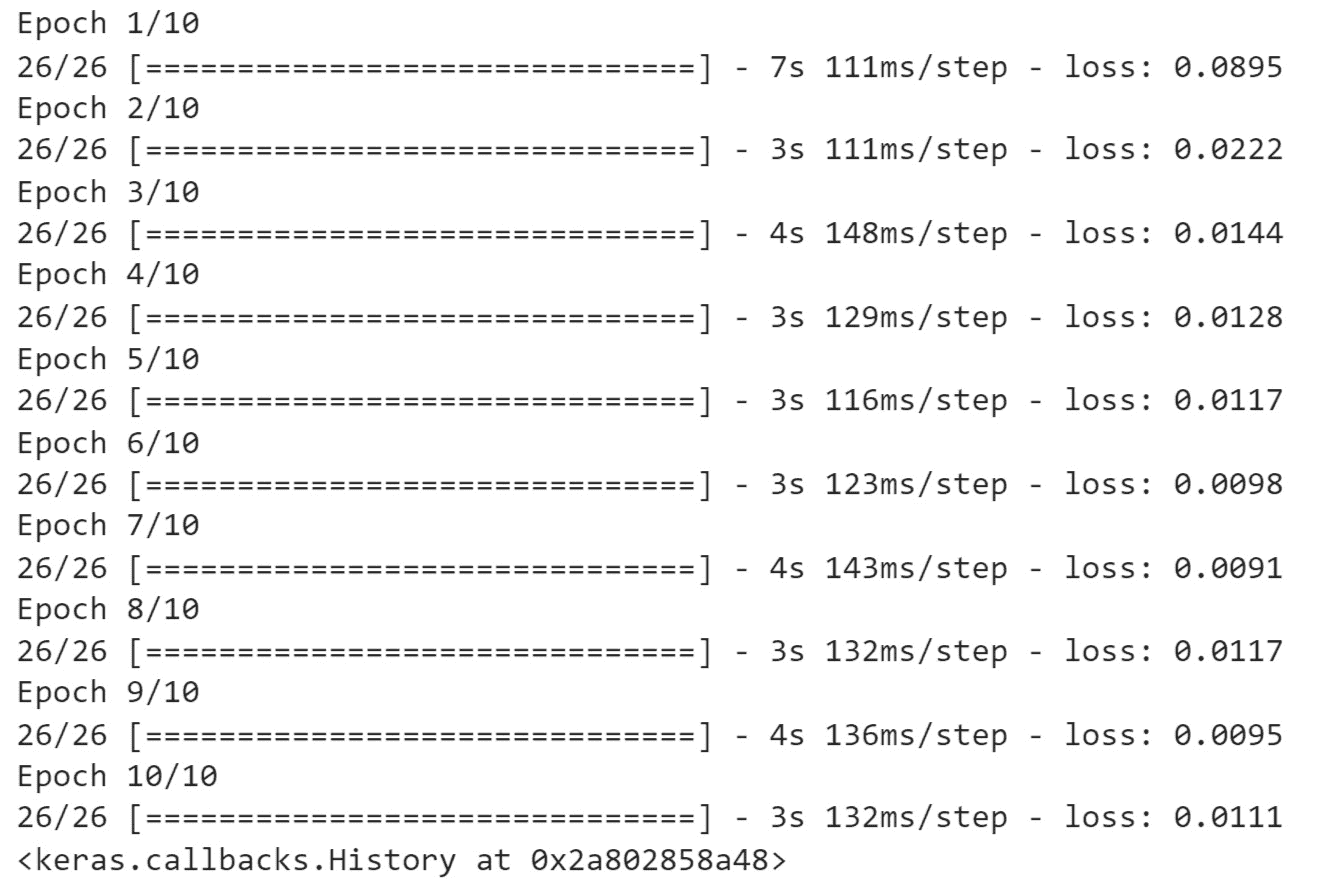 Epoch 1/10
26/26 [==============================] - 7s 111ms/step - loss: 0.0895
Epoch 2/10
26/26 [==============================] - 3s 111ms/step - loss: 0.0222
Epoch 3/10
26/26 [==============================] - 4s 148ms/step - loss: 0.0144
Epoch 4/10
26/26 [==============================] - 3s 129ms/step - loss: 0.0128
Epoch 5/10
26/26 [==============================] - 3s 116ms/step - loss: 0.0117
Epoch 6/10
26/26 [==============================] - 3s 123ms/step - loss: 0.0098
Epoch 7/10
26/26 [==============================] - 4s 143ms/step - loss: 0.0091
Epoch 8/10
26/26 [==============================] - 3s 132ms/step - loss: 0.0117
Epoch 9/10
26/26 [==============================] - 4s 136ms/step - loss: 0.0095
Epoch 10/10
26/26 [==============================] - 3s 132ms/step - loss: 0.0111
<keras.callbacks.History at 0x2a802858a48>